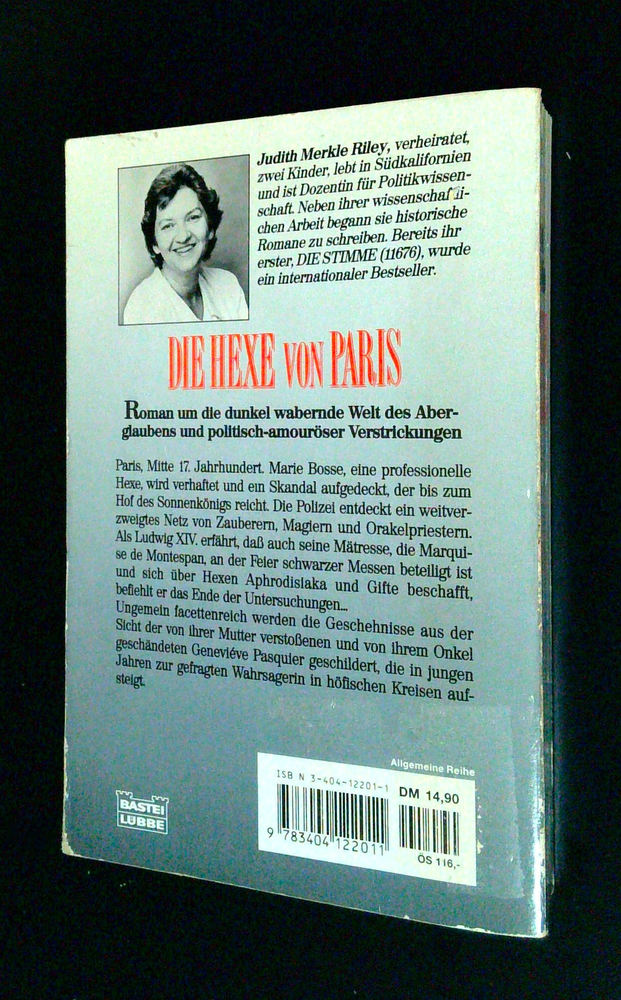 Judith Merkle Riley, verheiratet,
zwei Kinder, lebt in Südkalifornien
und ist Dozentin für Politikwissen-
schaft. Neben ihrer wissenschaftli-
chen Arbeit begann sie historische
Romane zu schreiben. Bereits ihr
erster, DIE STIMME (11676), wurde
ein internationaler Bestseller.
DIE HEXE VON PARIS
Roman um die dunkel wabernde Welt des Aber-
glaubens und politisch-amouröser Verstrickungen
Paris, Mitte 17. Jahrhundert. Marie Bosse, eine professionelle
Hexe, wird verhaftet und ein Skandal aufgedeckt, der bis zum
Hof des Sonnenkönigs reicht. Die Polizei entdeckt ein weitver-
zweigtes Netz von Zauberern, Magiern und Orakelpriestern.
Als Ludwig XIV. erfährt, daß auch seine Mätresse, die Marqui-
se de Montespan, an der Feier schwarzer Messen beteiligt ist
und sich über Hexen Aphrodisiaka und Gifte beschafft,
befiehlt er das Ende der Untersuchungen...
Ungemein facettenreich werden die Geschehnisse aus der
Sicht der von ihrer Mutter verstoßenen und von ihrem Onkel
geschändeten Geneviéve Pasquier geschildert, die in jungen
Jahren zur gefragten Wahrsagerin in höfischen Kreisen auf-
steigt.
Allgemeine Reihe
ISBN 3-404-12201-1
DM 14,90
9 783404 122011
ÖS 116,-
BASTEI
LÜBBE